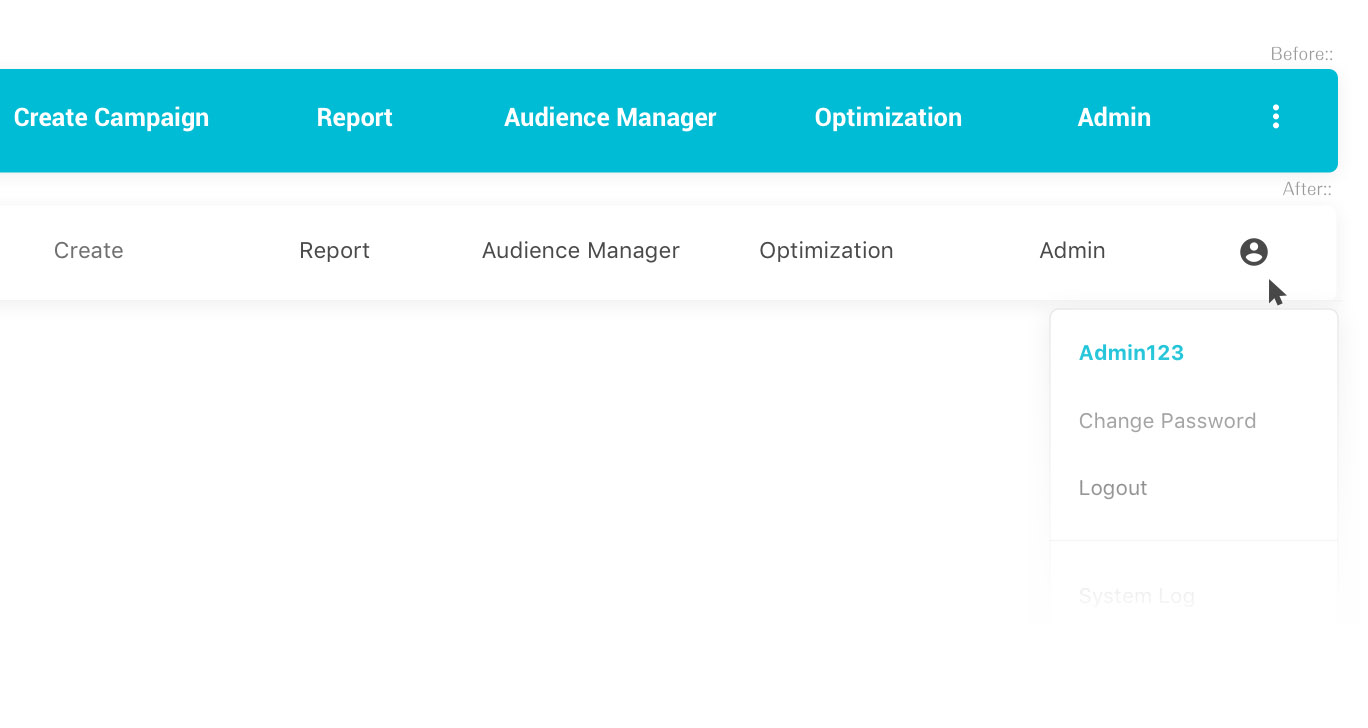 Before::
Create Campaign Report Audience Manager Optimization Admin
After::
Create Report Audience Manager Optimization Admin
Admin123
Change Password
Logout
System Log